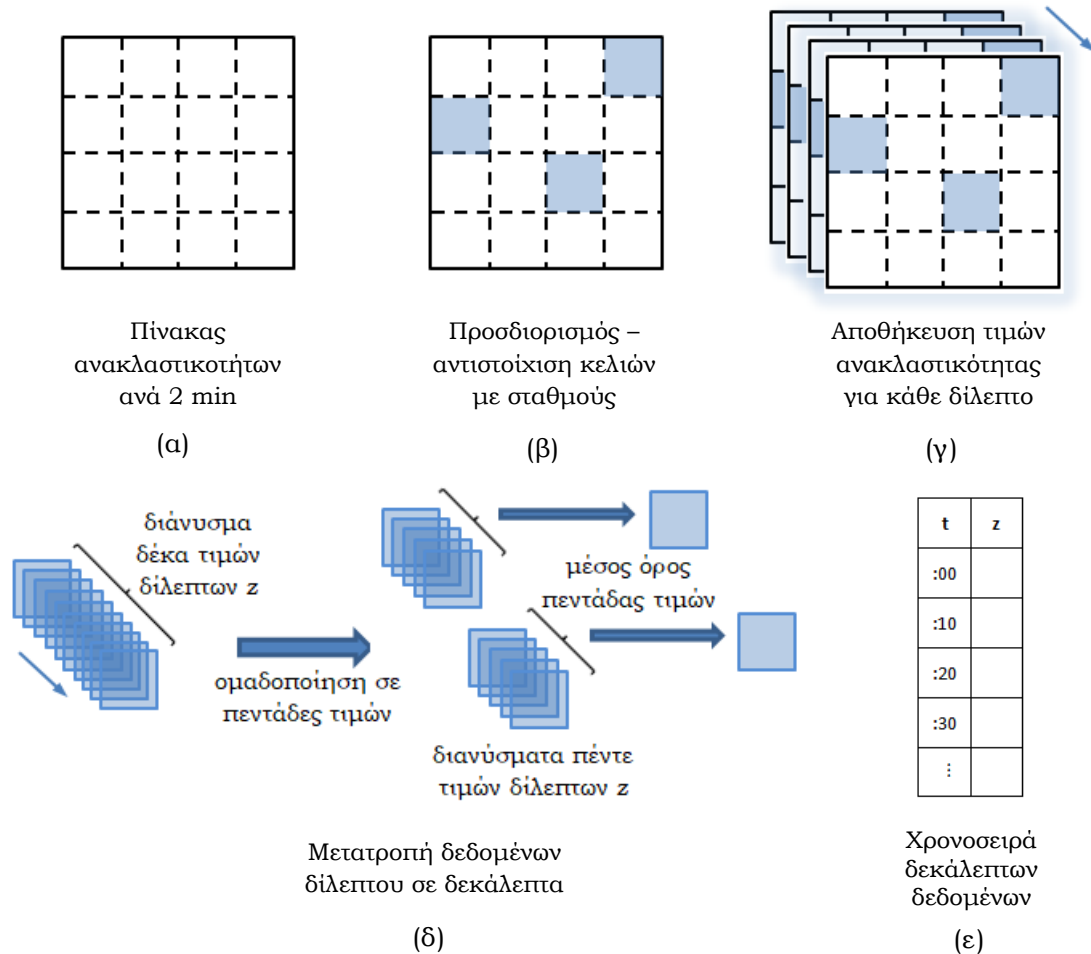 Πίνακας
ανακλαστικοτήτων
ανά 2 min
(α)
Προσδιορισμός –
αντιστοίχιση κελιών
με σταθμούς
(β)
Αποθήκευση τιμών
ανακλαστικότητας
για κάθε δίλεπτο
(γ)
διάνυσμα
δέκα τιμών
δίλεπτων z
ομαδοποίηση σε
πεντάδες τιμών
μέσος όρος
πεντάδας τιμών
διανύσματα πέντε
τιμών δίλεπτων z
Μετατροπή δεδομένων
δίλεπτου σε δεκάλεπτα
(δ)
t z
:00
:10
:20
:30
⋮
Χρονοσειρά
δεκάλεπτων
δεδομένων
(ε)